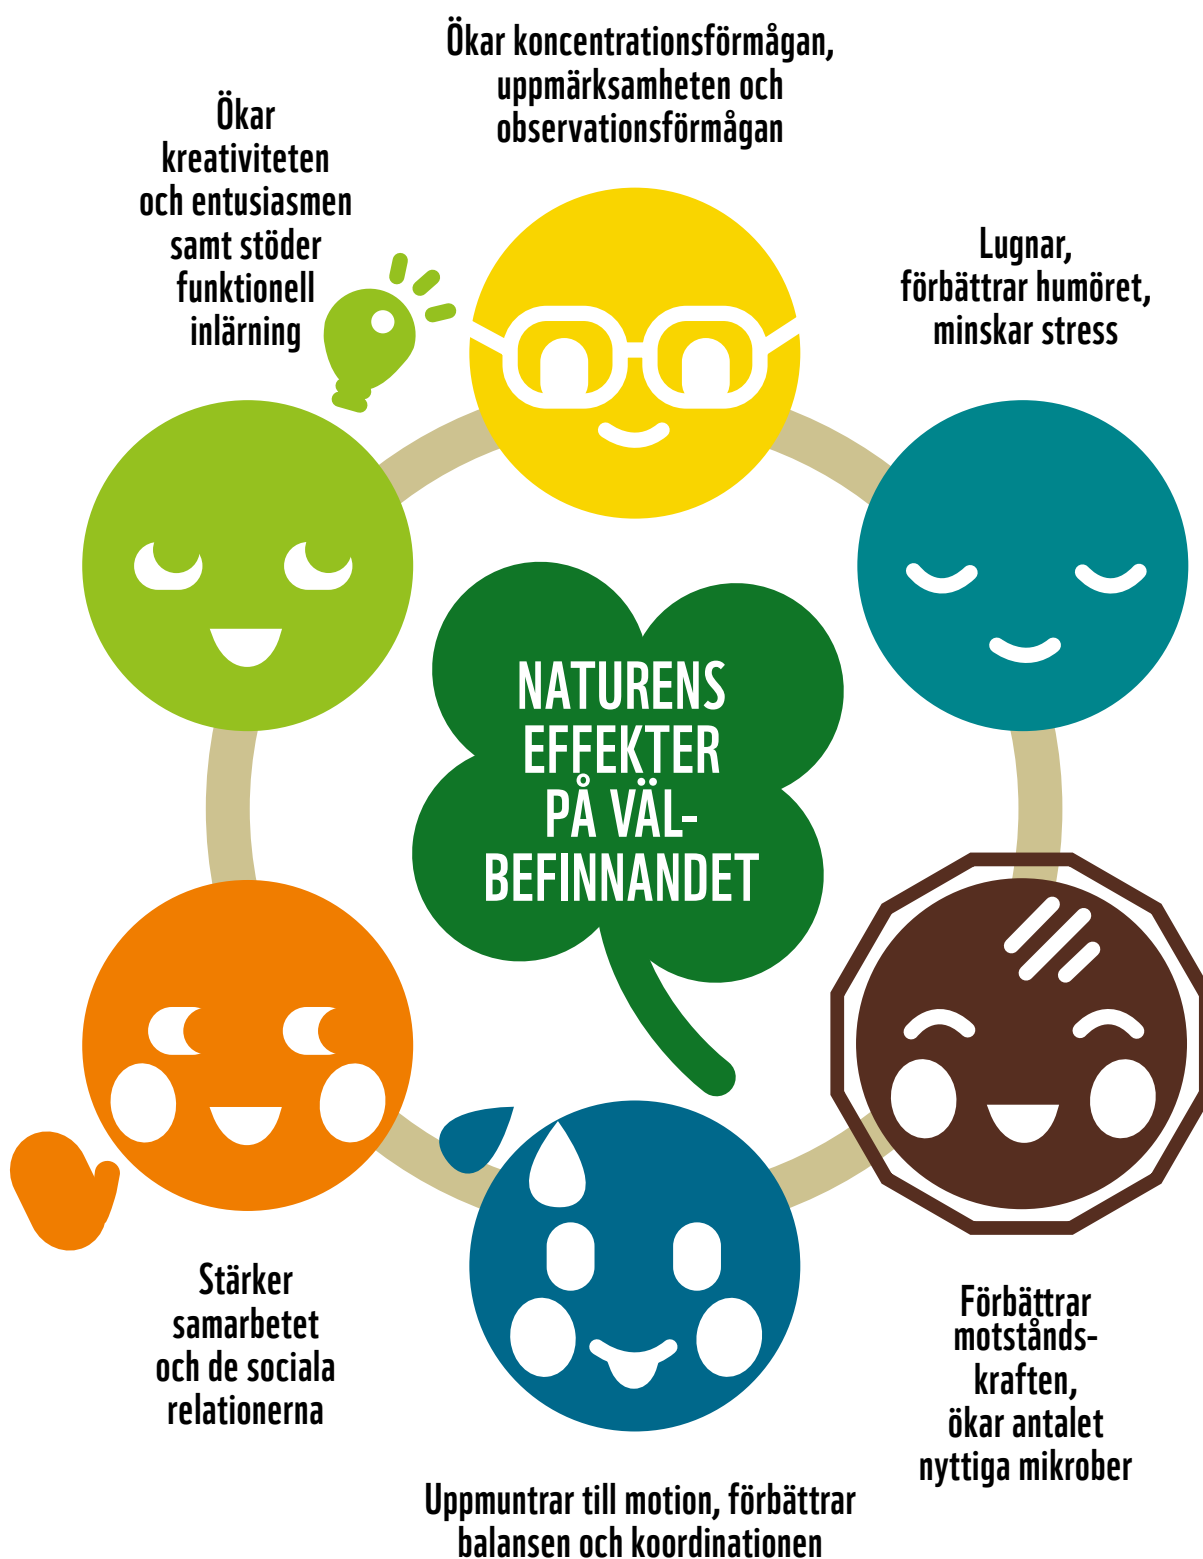 Ökar koncentrationsförmågan,
uppmärksamheten och
observationsförmågan
Ökar
kreativiteten
och entusiasmen
samt stöder
funktionell
inlärning
Lugnar,
förbättrar humöret,
minskar stress
NATURENS
EFFEKTER
PÅ VÄL-
BEFINNANDET
Stärker
samarbetet
och de sociala
relationerna
Förbättrar
motstånds-
kraften,
ökar antalet
nyttiga mikrober
Uppmuntrar till motion, förbättrar
balansen och koordinationen